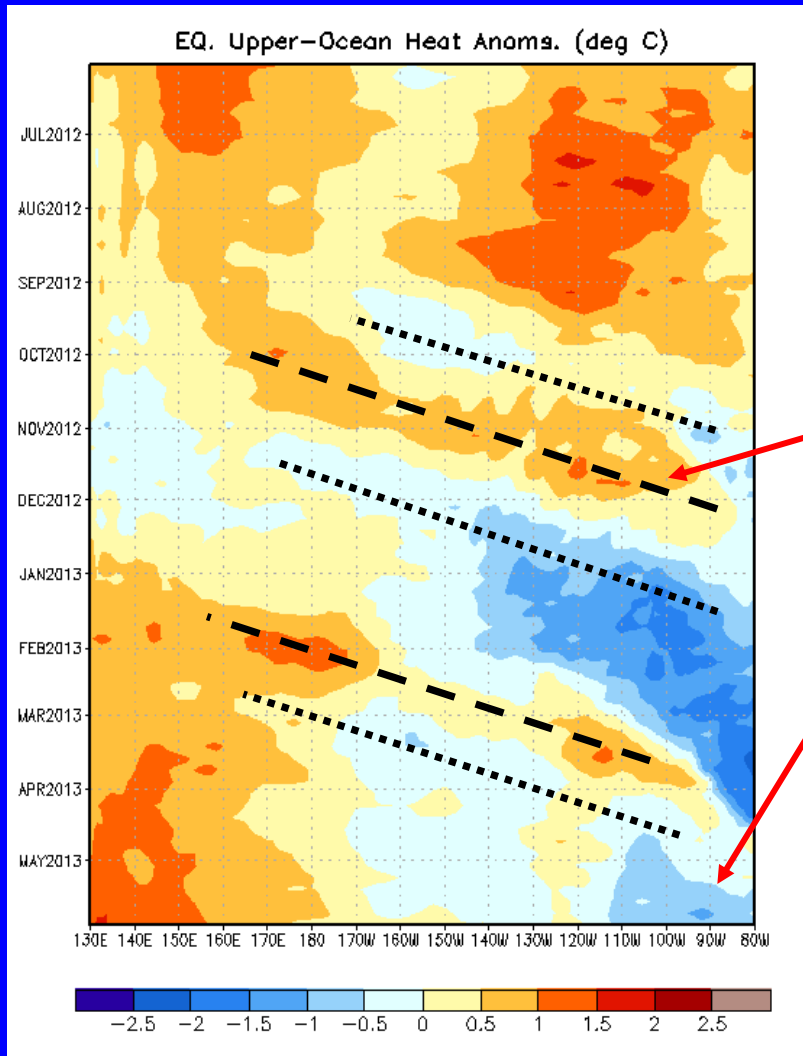 EQ. Upper-Ocean Heat Anoms. (deg C)
JUL2012
AUG2012
SEP2012
OCT2012
NOV2012
DEC2012
JAN2013
FEB2013
MAR2013
APR2013
MAY2013
130E 140E 150E 160E 170E 180 170W 160W 150W 140W 130W 120W 110W 100W 90W 80W
-2.5 -2 -1.5 -1 -0.5 0 0.5 1 1.5 2 2.5